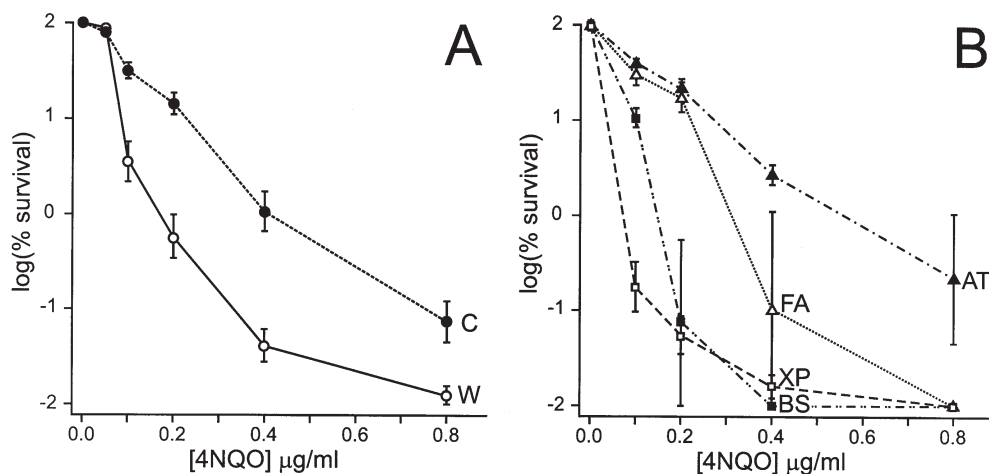 A
log(% survival)
2
1
0
-1
-2
C
W
0.0 0.2 0.4 0.6 0.8
[4NQO] µg/ml
B
log(% survival)
2
1
0
-1
-2
AT
FA
XP
BS
0.0 0.2 0.4 0.6 0.8
[4NQO] µg/ml